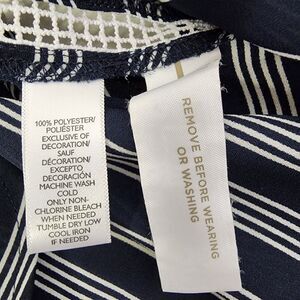 100% POLYESTER/
POLIÉSTER
EXCLUSIVE OF
DECORATION/
SAUF
DÉCORATION/
EXCEPTO
DECORACIÓN
MACHINE WASH
COLD
ONLY NON-
CHLORINE BLEACH
WHEN NEEDED
TUMBLE DRY LOW
COOL IRON
IF NEEDED
REMOVE BEFORE WEARING
OR WASHING